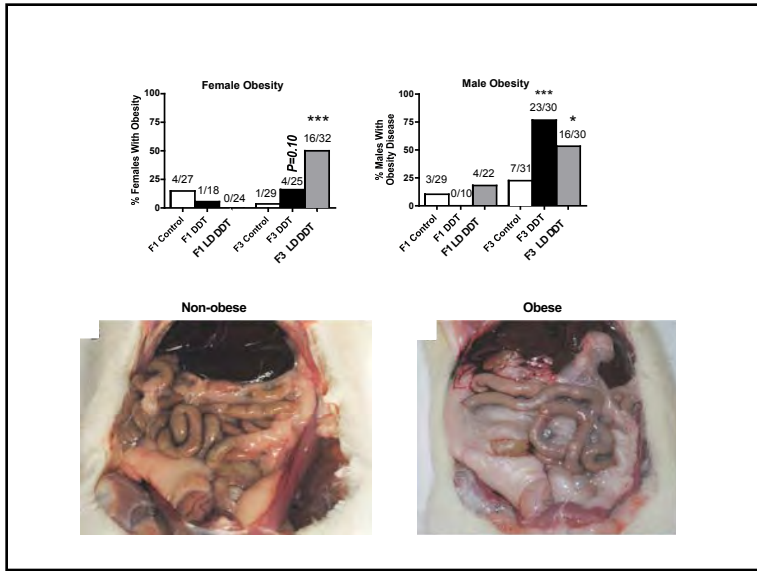 Female Obesity
% Females With Obesity
100
75
50
25
0
4/27
1/18
0/24
1/29
4/25
P=0.10
16/32
***
F1 Control
F1 DDT
F1 LD DDT
F3 Control
F3 DDT
F3 LD DDT
Male Obesity
% Males With
Obesity Disease
100
75
50
25
0
3/29
0/10
4/22
7/31
***
23/30
*
16/30
F1 Control
F1 DDT
F1 LD DDT
F3 Control
F3 DDT
F3 LD DDT
Non-obese
Obese